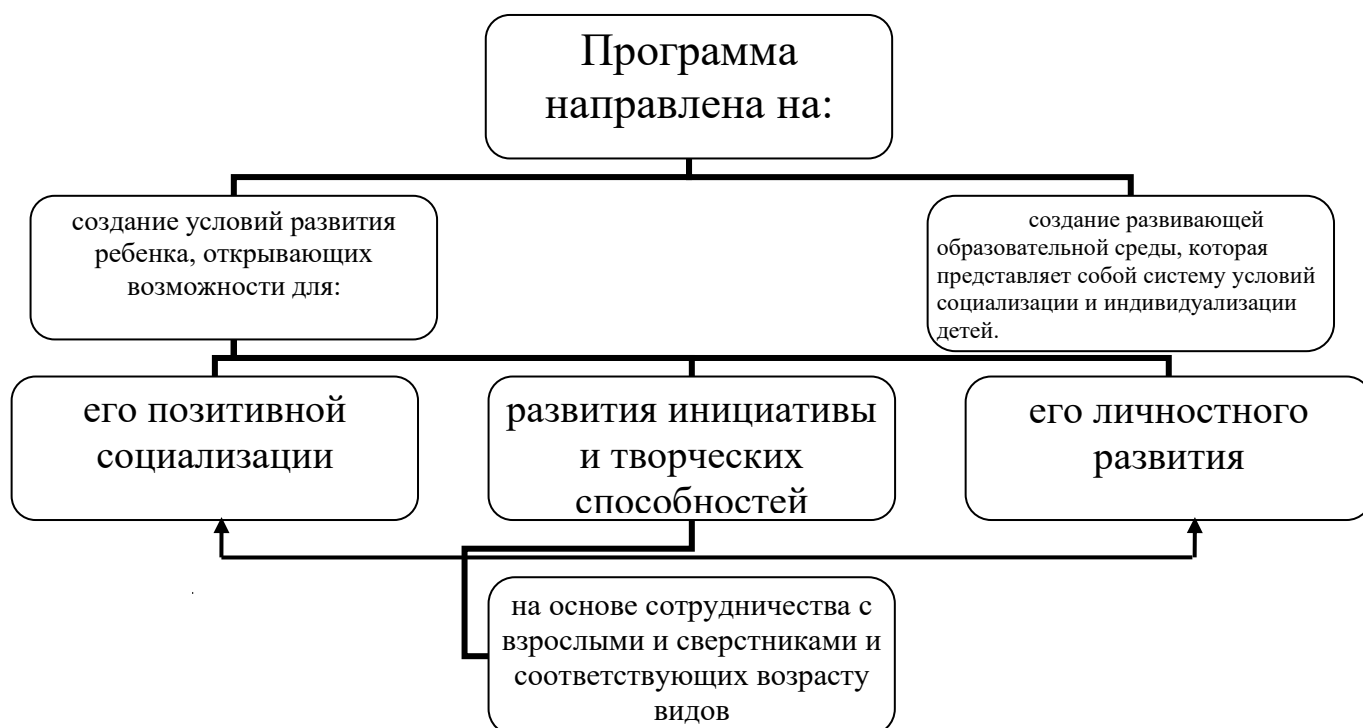 Программа
направлена на:
создание условий развития
ребенка, открывающих
возможности для:
создание развивающей
образовательной среды, которая
представляет собой систему условий
социализации и индивидуализации
детей.
его позитивной
социализации
развития инициативы
и творческих
способностей
его личностного
развития
на основе сотрудничества с
взрослыми и сверстниками и
соответствующих возрасту
видов